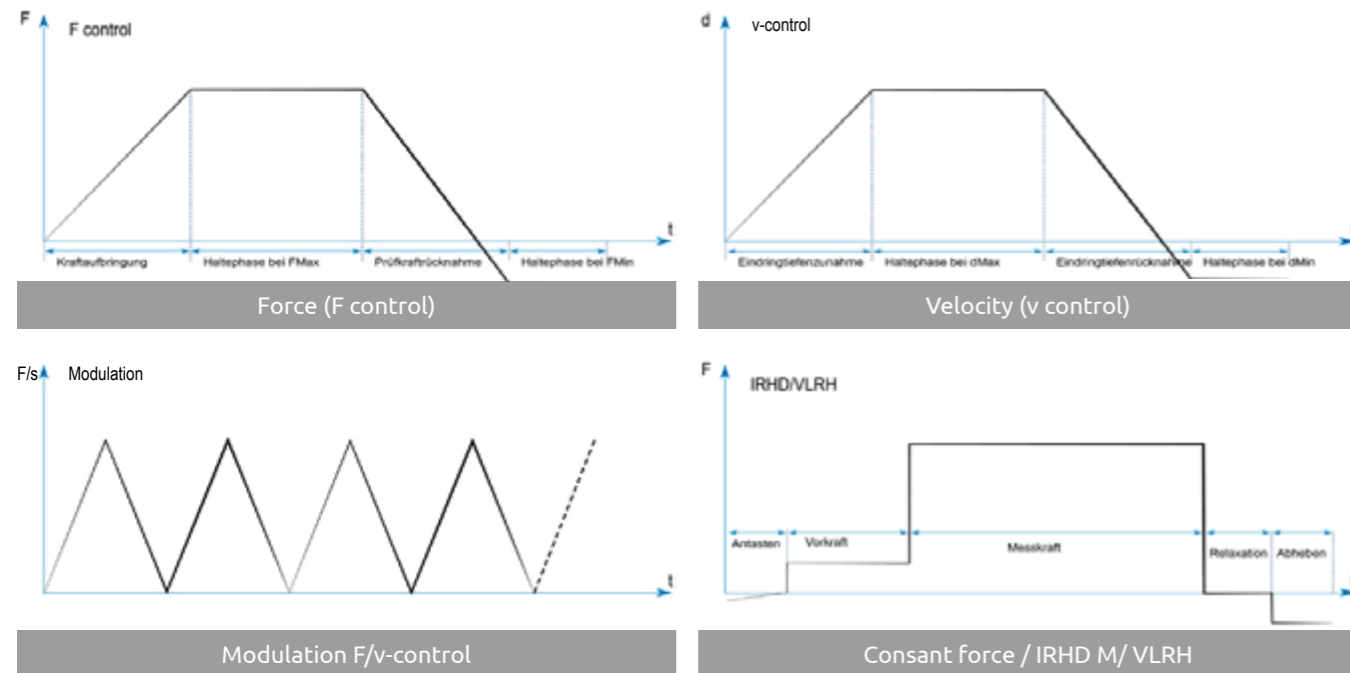 F
F control
t
Kraftaufbringung
Haltephase bei FMax
Prüfkraftrücknahme
Haltephase bei FMin
Force (F control)
d
v-control
Eindringtiefenzunahme
Haltephase bei dMax
Eindringtiefenrücknahme
Haltephase bei dMin
Velocity (v control)
F/s
Modulation
t
Modulation F/v-control
F
IRHD/VLRH
Antasten
Vorkraft
Messkraft
Relaxation
Abheben
Consant force / IRHD M/ VLRH